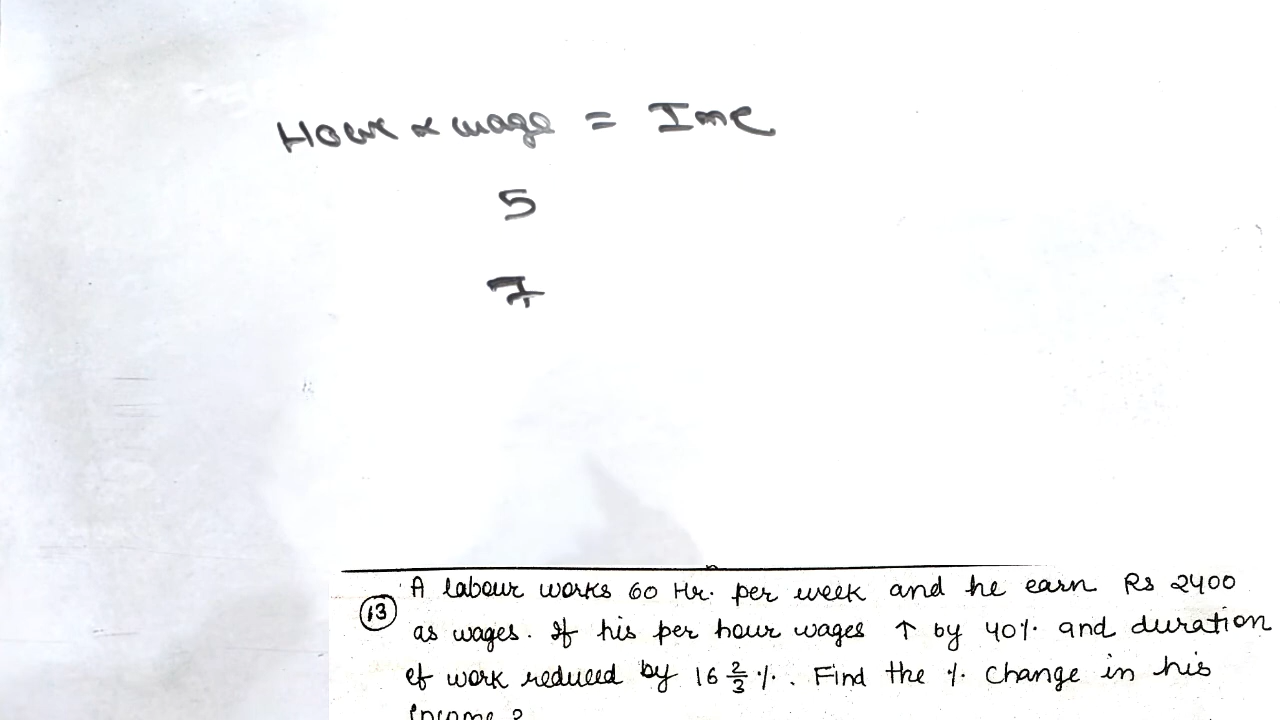 Hour × wage = Inc
5
7
13 A labour works 60 Hr. per week and he earn Rs 2400
as wages. If his per hour wages ↑ by 40% and duration
of work reduced by 16 2/3 %. Find the % change in his
income ?